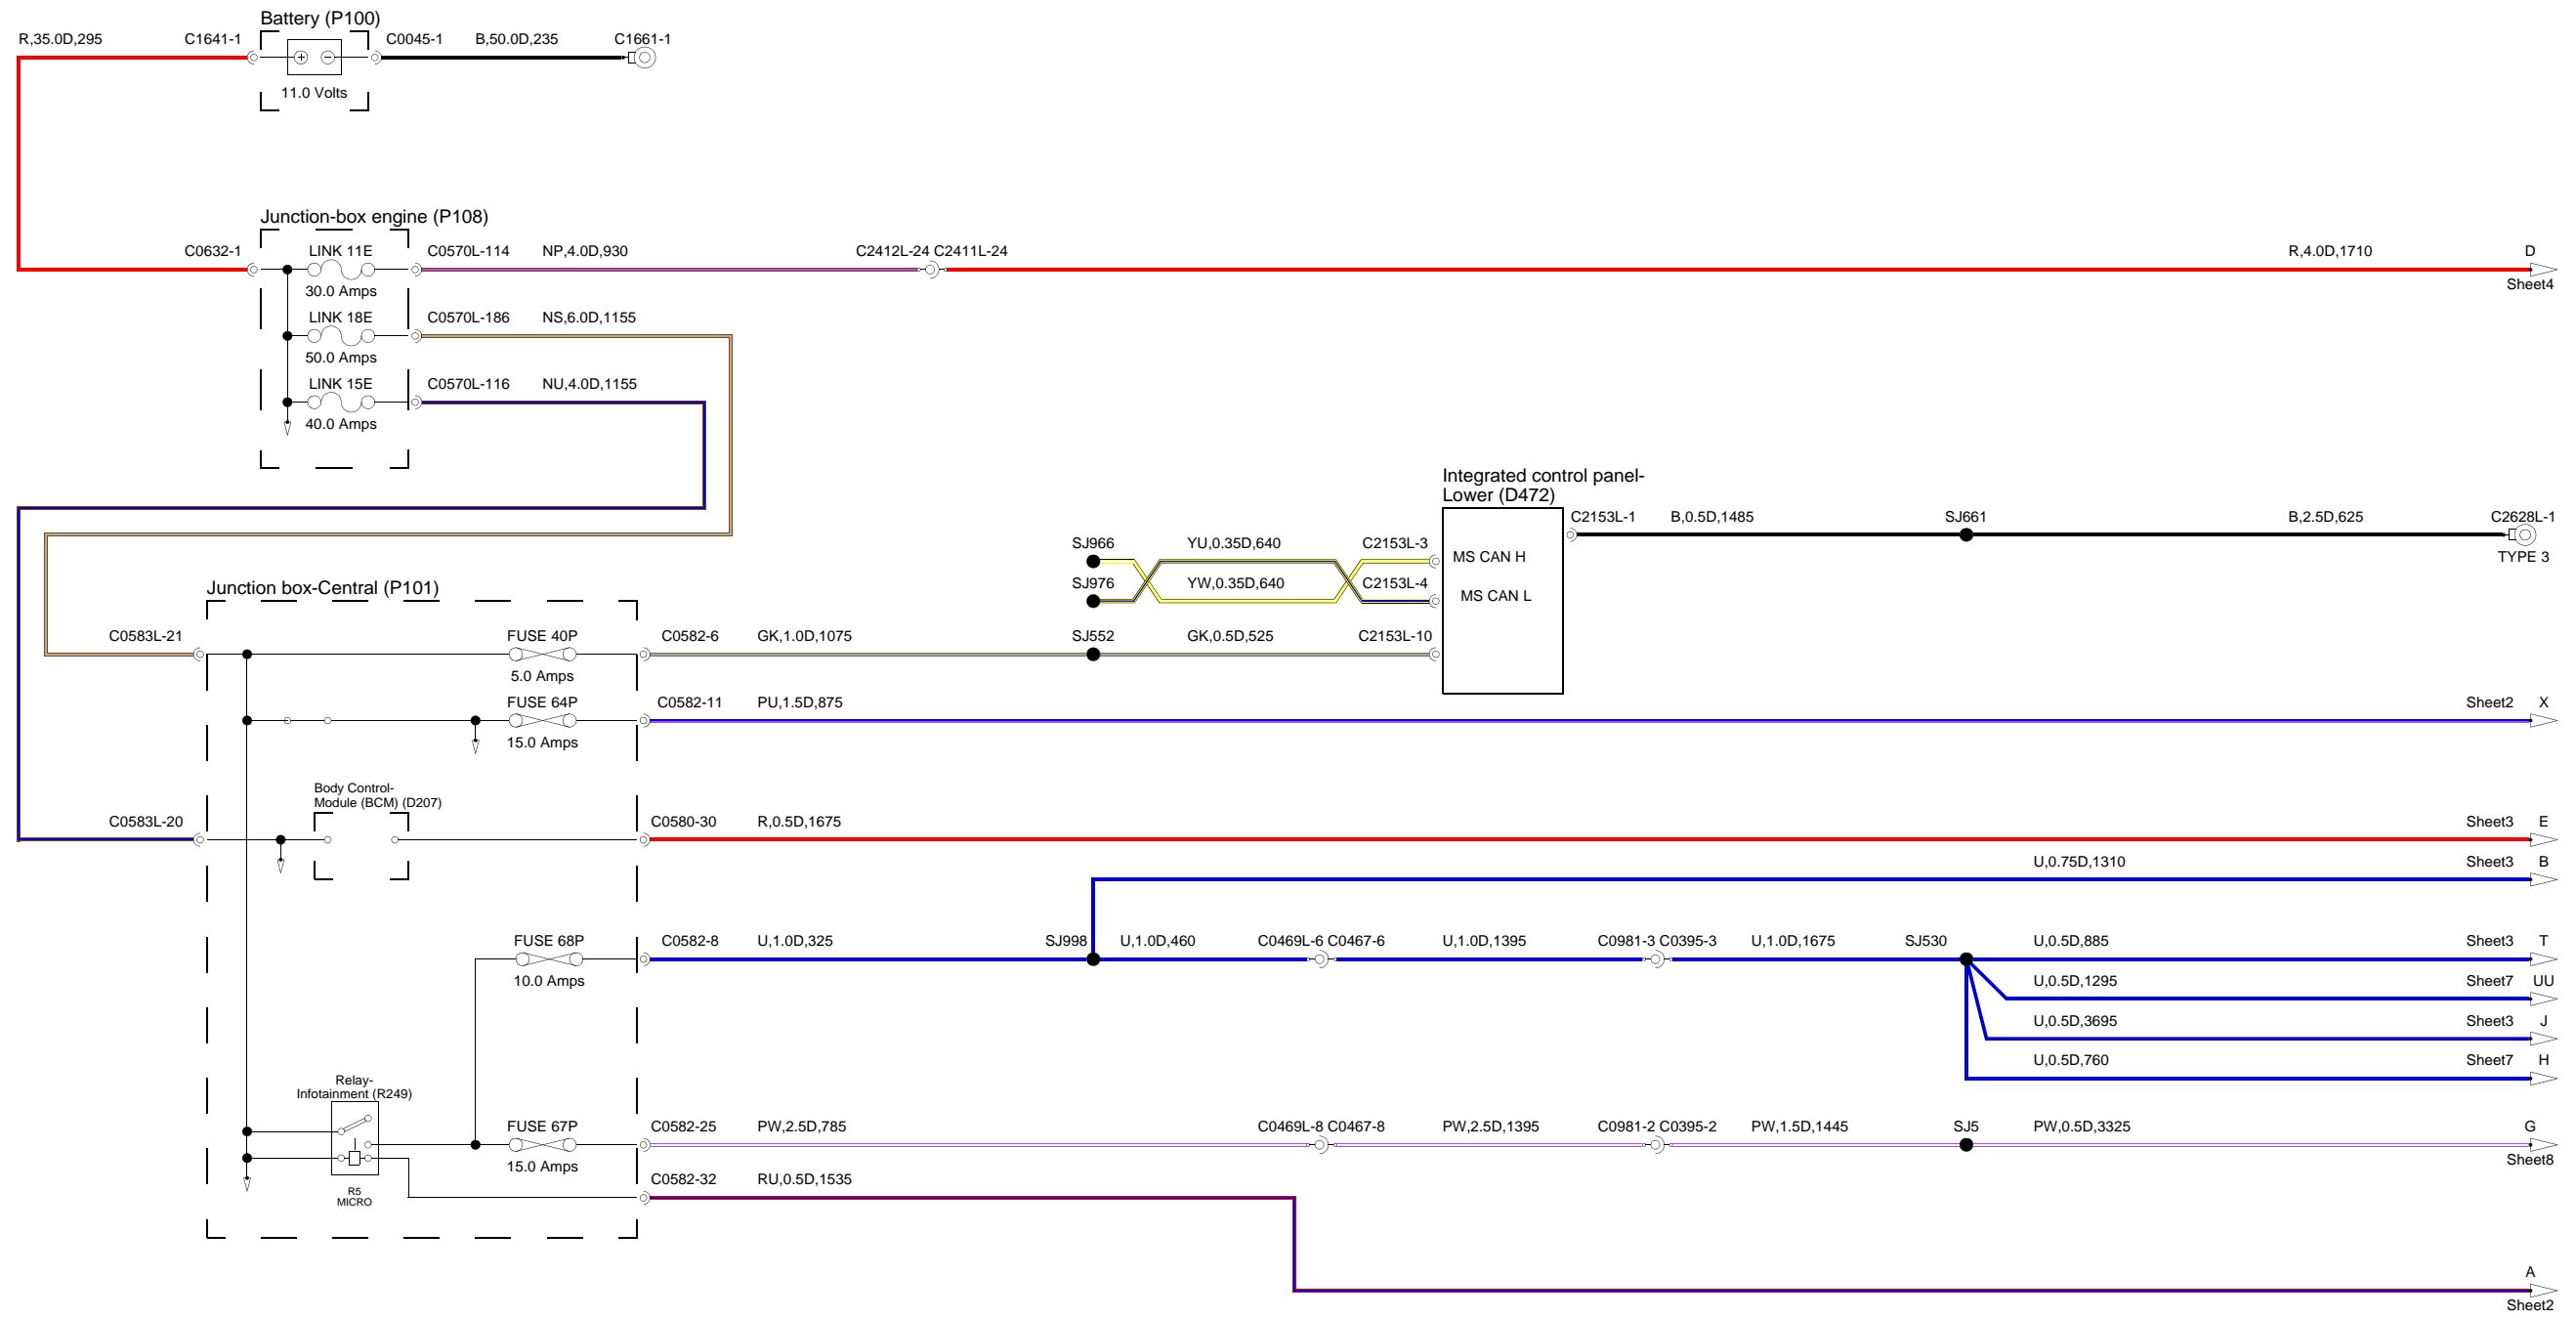 Battery (P100)
R,35.0D,295 C1641-1 C0045-1 B,50.0D,235 C1661-1
11.0 Volts
Junction-box engine (P108)
C0632-1 LINK 11E C0570L-114 NP,4.0D,930 C2412L-24 C2411L-24 R,4.0D,1710 D
30.0 Amps Sheet4
LINK 18E C0570L-186 NS,6.0D,1155
50.0 Amps
LINK 15E C0570L-116 NU,4.0D,1155
40.0 Amps
Integrated control panel-
Lower (D472)
C2153L-1 B,0.5D,1485 SJ661 B,2.5D,625 C2628L-1
TYPE 3
SJ966 YU,0.35D,640 C2153L-3 MS CAN H
SJ976 YW,0.35D,640 C2153L-4 MS CAN L
Junction box-Central (P101)
C0583L-21 FUSE 40P C0582-6 GK,1.0D,1075 SJ552 GK,0.5D,525 C2153L-10
5.0 Amps
FUSE 64P C0582-11 PU,1.5D,875 Sheet2 X
15.0 Amps
Body Control-
Module (BCM) (D207)
C0583L-20 C0580-30 R,0.5D,1675 Sheet3 E
U,0.75D,1310 Sheet3 B
FUSE 68P C0582-8 U,1.0D,325 SJ998 U,1.0D,460 C0469L-6 C0467-6 U,1.0D,1395 C0981-3 C0395-3 U,1.0D,1675 SJ530 U,0.5D,885 Sheet3 T
10.0 Amps
U,0.5D,1295 Sheet7 UU
U,0.5D,3695 Sheet3 J
U,0.5D,760 Sheet7 H
Relay-
Infotainment (R249)
FUSE 67P C0582-25 PW,2.5D,785 C0469L-8 C0467-8 PW,2.5D,1395 C0981-2 C0395-2 PW,1.5D,1445 SJ5 PW,0.5D,3325 G
15.0 Amps Sheet8
R5
MICRO
C0582-32 RU,0.5D,1535
A
Sheet2